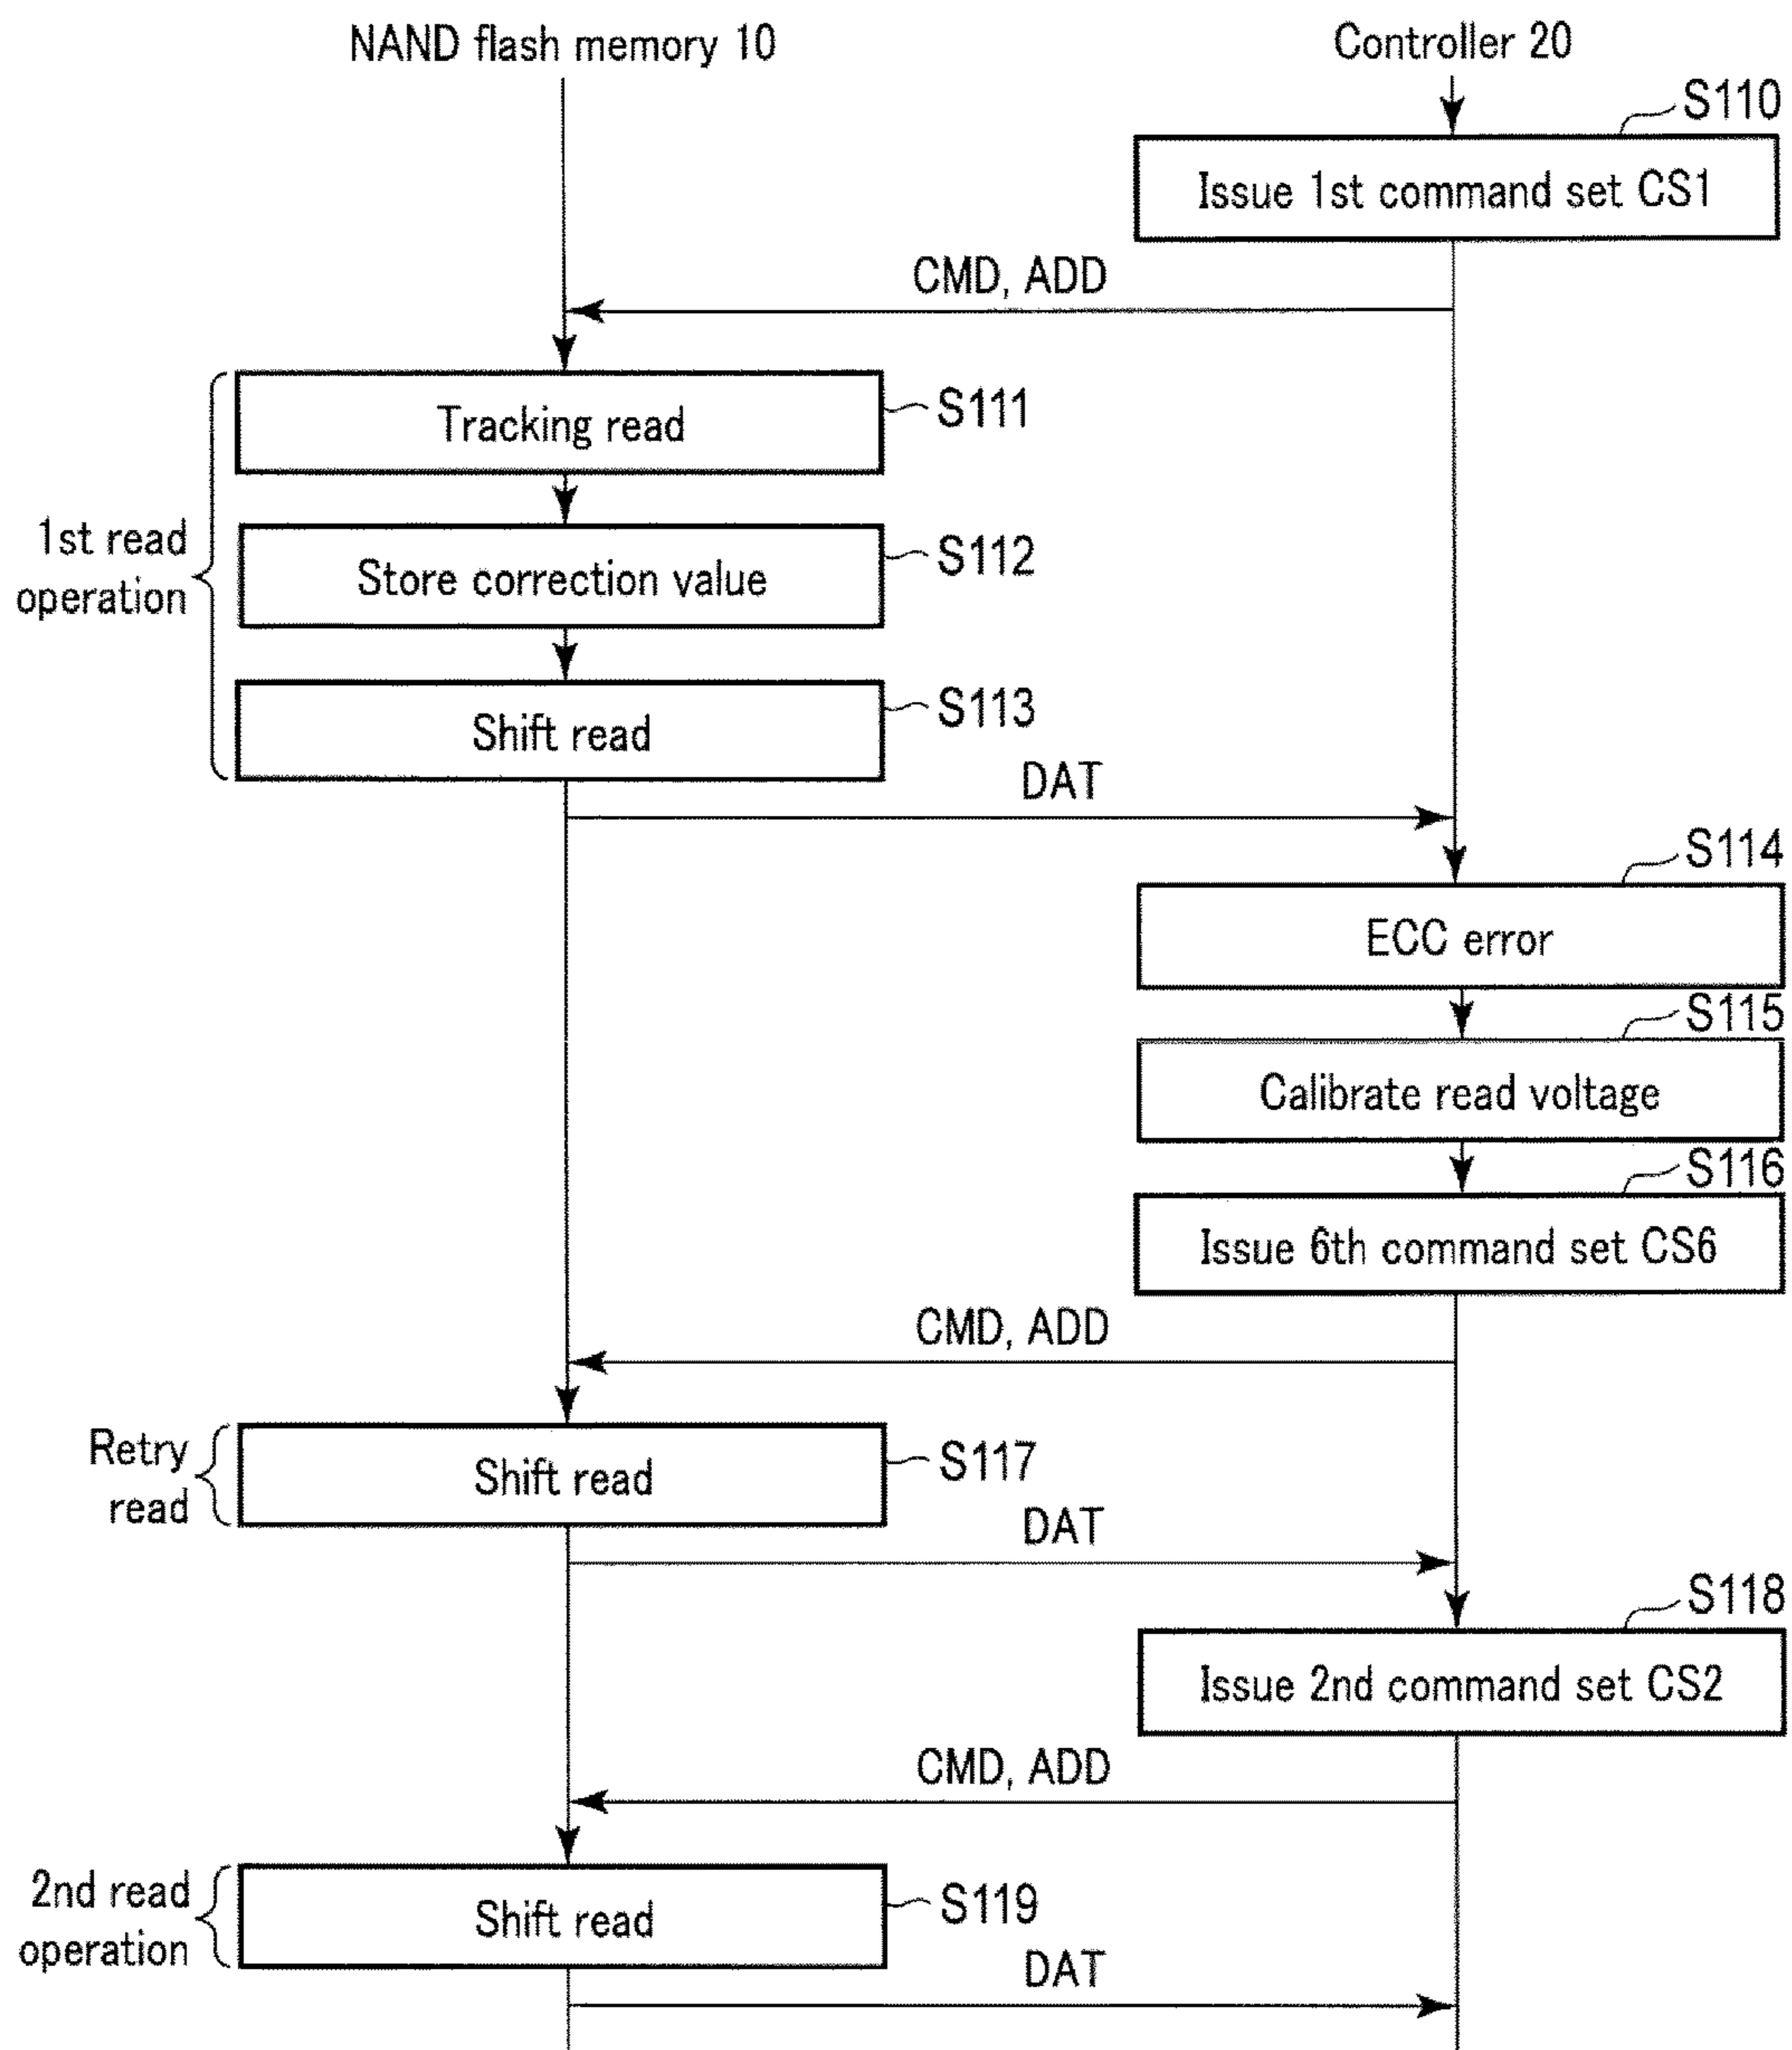 NAND flash memory 10
Controller 20
S110
Issue 1st command set CS1
CMD, ADD
1st read
operation
Tracking read
S111
Store correction value
S112
Shift read
S113
DAT
S114
ECC error
S115
Calibrate read voltage
S116
Issue 6th command set CS6
CMD, ADD
Retry
read
Shift read
S117
DAT
S118
Issue 2nd command set CS2
CMD, ADD
2nd read
operation
Shift read
S119
DAT